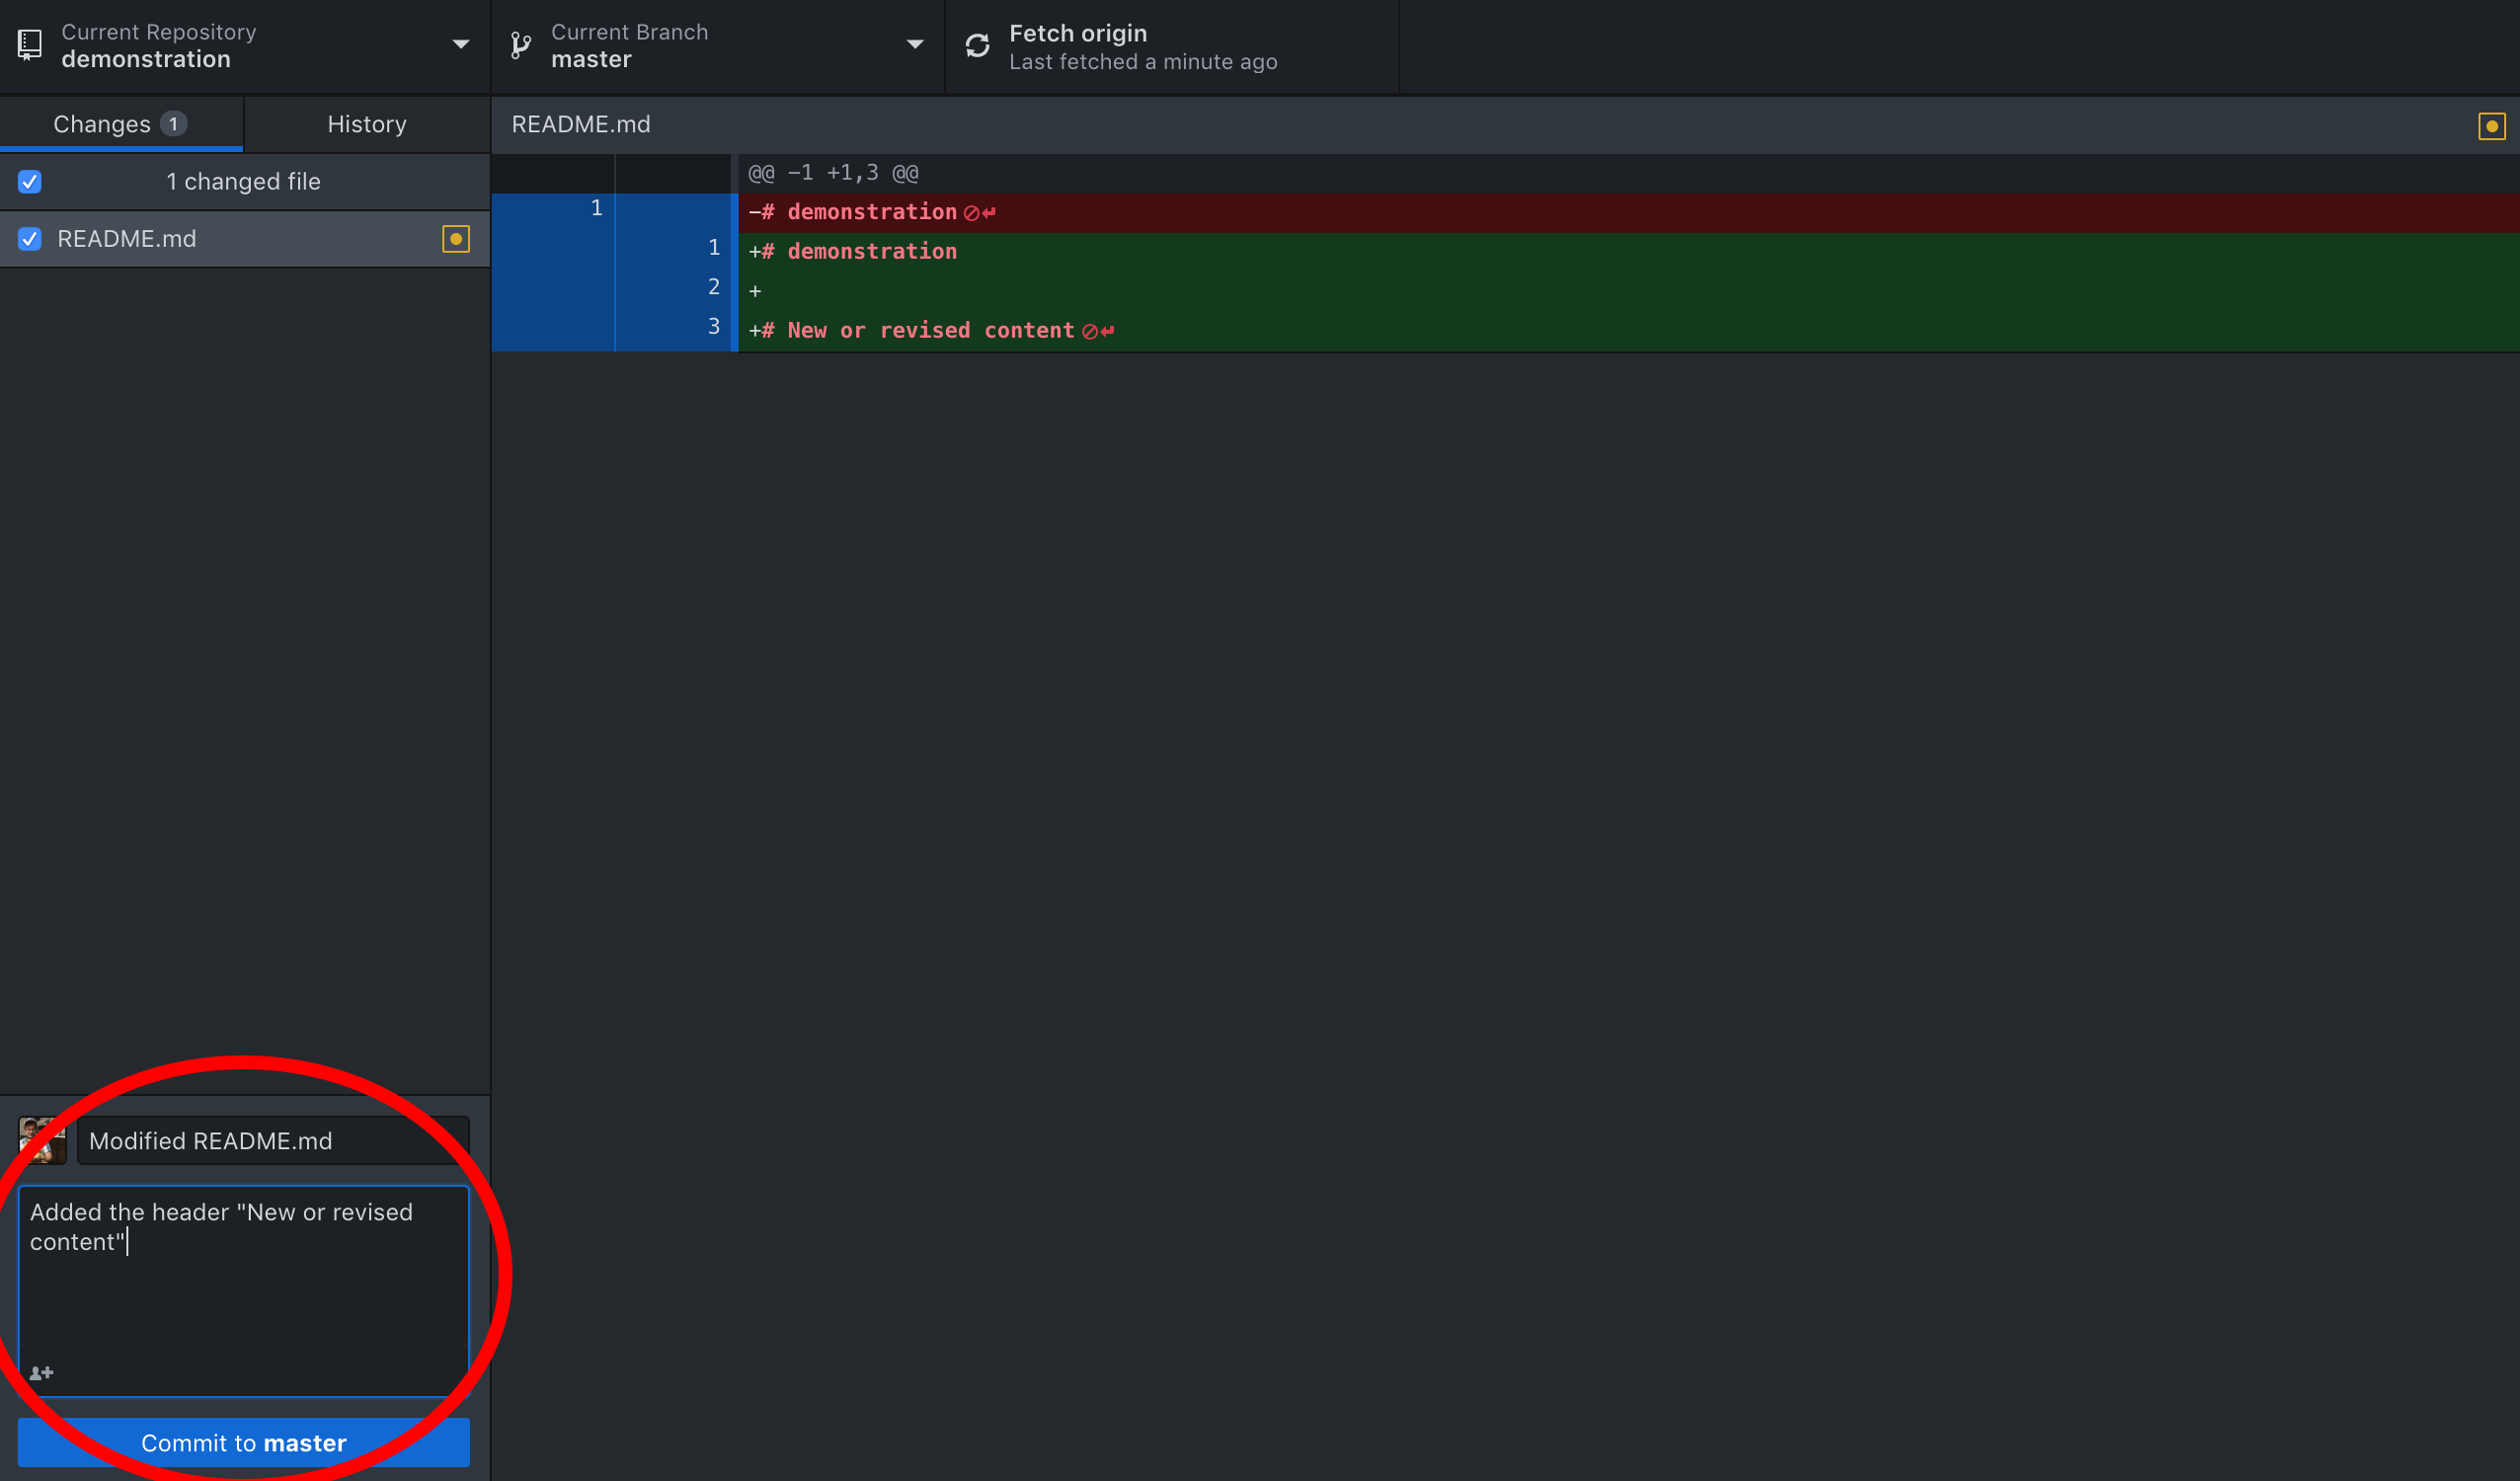 Current Repository
demonstration
Current Branch
master
Fetch origin
Last fetched a minute ago
Changes 1
History
README.md
1 changed file
README.md
@@ -1 +1,3 @@
1 -# demonstration
1 +# demonstration
2 +
3 +# New or revised content
Modified README.md
Added the header "New or revised
content"
Commit to master